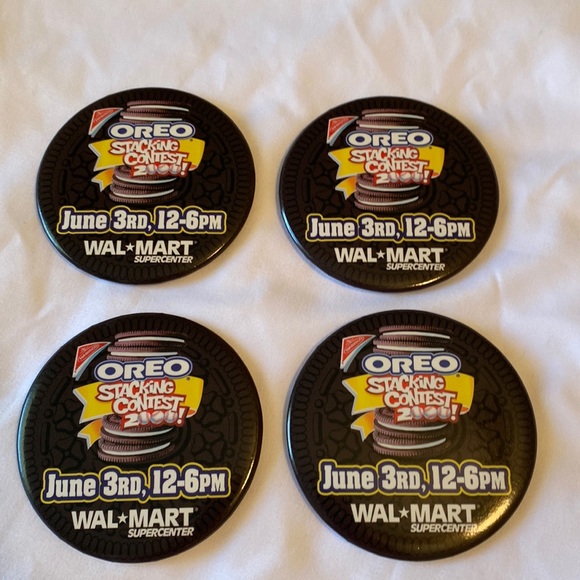 OREO
STACKING
CONTEST
2000!
June 3RD, 12-6PM
WAL★MART
SUPERCENTER
OREO
STACKING
CONTEST
2000!
June 3RD, 12-6PM
WAL★MART
SUPERCENTER
OREO
STACKING
CONTEST
2000!
June 3RD, 12-6PM
WAL★MART
SUPERCENTER
OREO
STACKING
CONTEST
2000!
June 3RD, 12-6PM
WAL★MART
SUPERCENTER